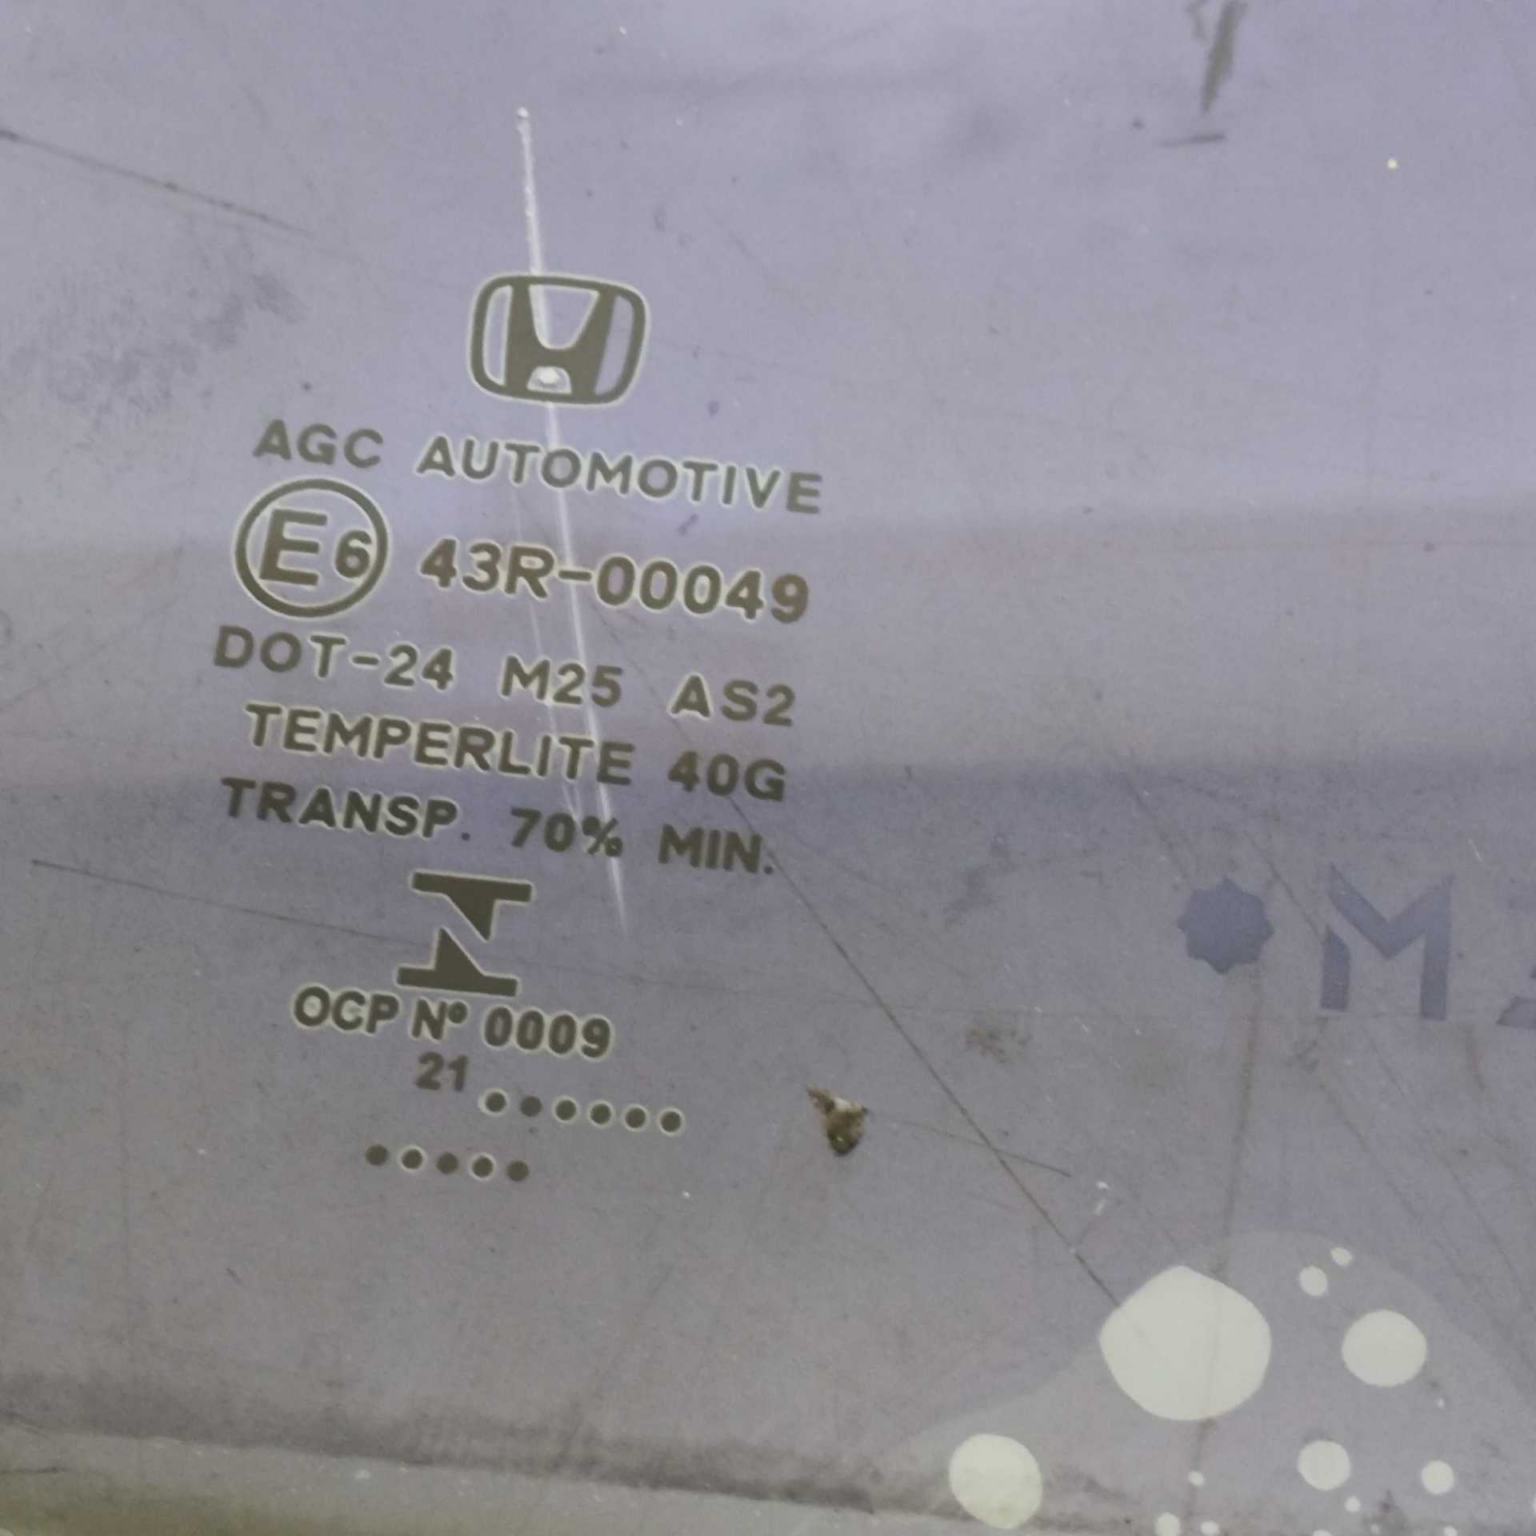 AGC AUTOMOTIVE
E6 43R-00049
DOT-24 M25 AS2
TEMPERLITE 40G
TRANSP. 70% MIN.
OCP Nº 0009
21